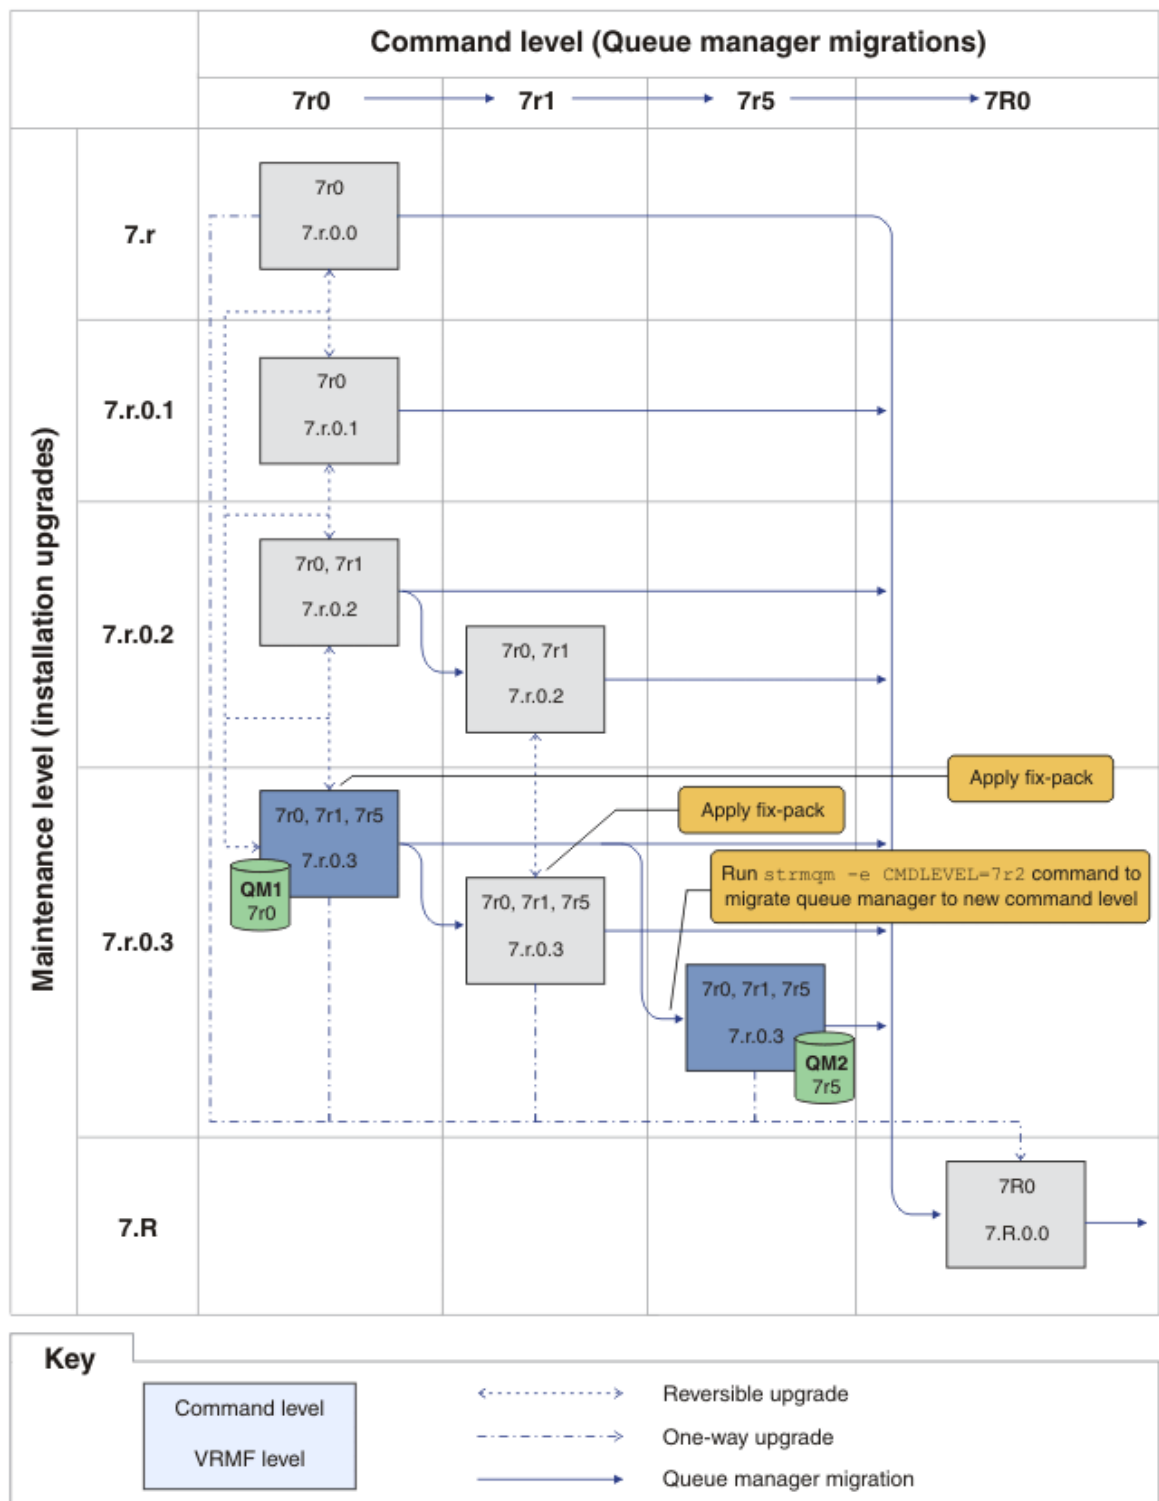 Command level (Queue manager migrations)
7r0 7r1 7r5 7R0
Maintenance level (installation upgrades)
7.r
7r0
7.r.0.0
7.r.0.1
7r0
7.r.0.1
7.r.0.2
7r0, 7r1
7.r.0.2
7r0, 7r1
7.r.0.2
Apply fix-pack
Apply fix-pack
7.r.0.3
7r0, 7r1, 7r5
7.r.0.3
QM1
7r0
Run strmqm -e CMDLEVEL=7r2 command to
migrate queue manager to new command level
7r0, 7r1, 7r5
7.r.0.3
7r0, 7r1, 7r5
7.r.0.3
QM2
7r5
7.R
7R0
7.R.0.0
Key
Command level
VRMF level
Reversible upgrade
One-way upgrade
Queue manager migration